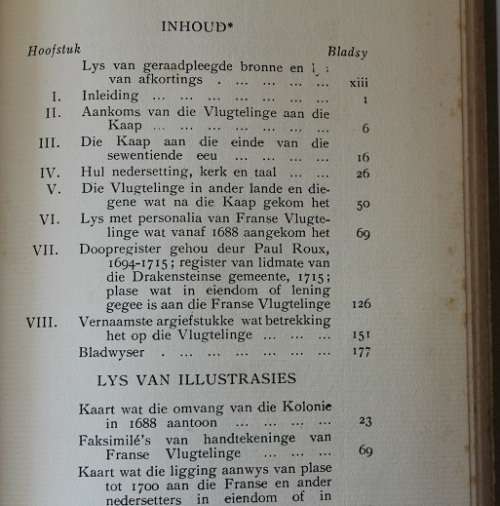 INHOUD*
Hoofstuk Bladsy
Lys van geraadpleegde bronne en
van afkortings . ... ... ... ... xiii
I. Inleiding ... ... ... ... ... ... ... 1
II. Aankoms van die Vlugtelinge aan die
Kaap ... ... ... ... ... ... ... 6
III. Die Kaap aan die einde van die
sewentiende eeu ... ... ... ... 16
IV. Hul nedersetting, kerk en taal ... ... 26
V. Die Vlugtelinge in ander lande en die-
gene wat na die Kaap gekom het 50
VI. Lys met personalia van Franse Vlugte-
linge wat vanaf 1688 aangekom het 69
VII. Doopregister gehou deur Paul Roux,
1694-1715; register van lidmate van
die Drakensteinse gemeente, 1715;
plase wat in eiendom of lening
gegee is aan die Franse Vlugtelinge 126
VIII. Vernaamste argiefstukke wat betrekking
het op die Vlugtelinge ... ... ... 151
Bladwyser . ... ... ... ... ... ... 177
LYS VAN ILLUSTRASIES
Kaart wat die omvang van die Kolonie
in 1688 aantoon ... ... ... ... 23
Faksimilé's van handtekeninge van
Franse Vlugtelinge ... ... ... 69
Kaart wat die ligging aanwys van plase
tot 1700 aan die Franse en ander
nedersetters in eiendom of in